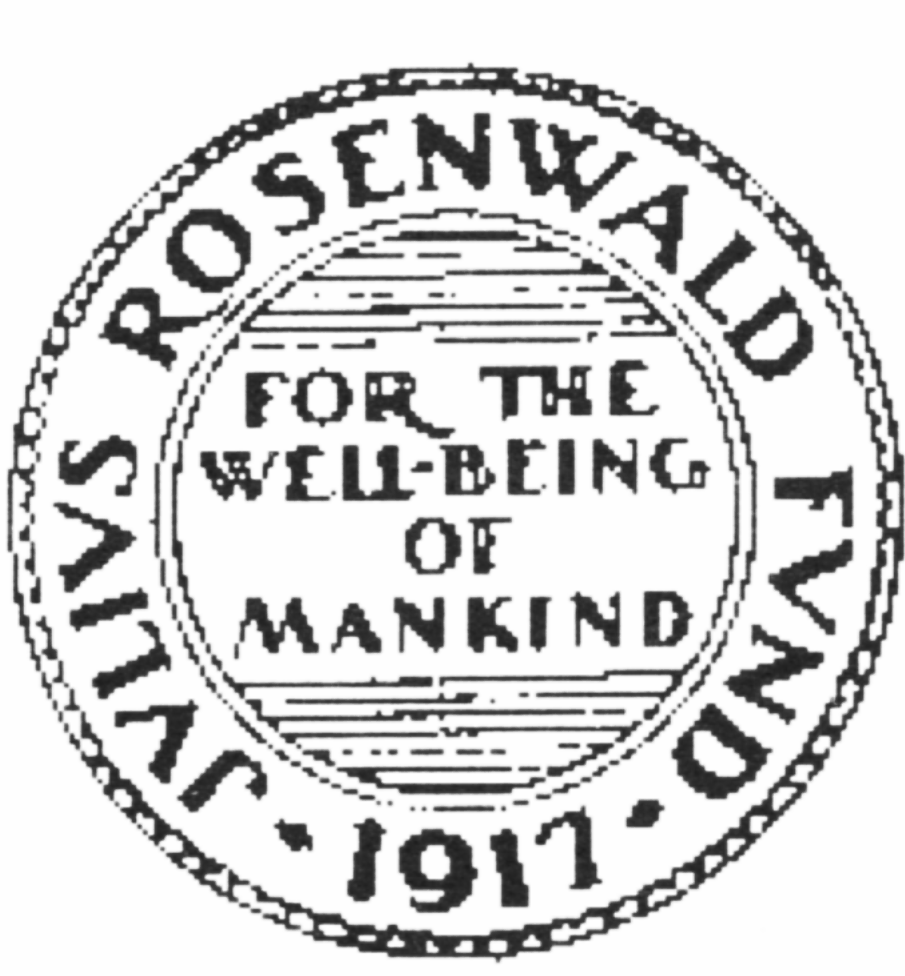 JVLIVS ROSENWALD FVND
FOR THE
WELL-BEING
OF
MANKIND
· 1917 ·